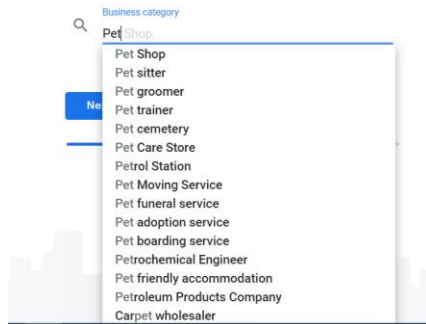 Business category
Pet Shop
Pet Shop
Pet sitter
Pet groomer
Ne
Pet trainer
Pet cemetery
Pet Care Store
Petrol Station
Pet Moving Service
Pet funeral service
Pet adoption service
Pet boarding service
Petrochemical Engineer
Pet friendly accommodation
Petroleum Products Company
Carpet wholesaler